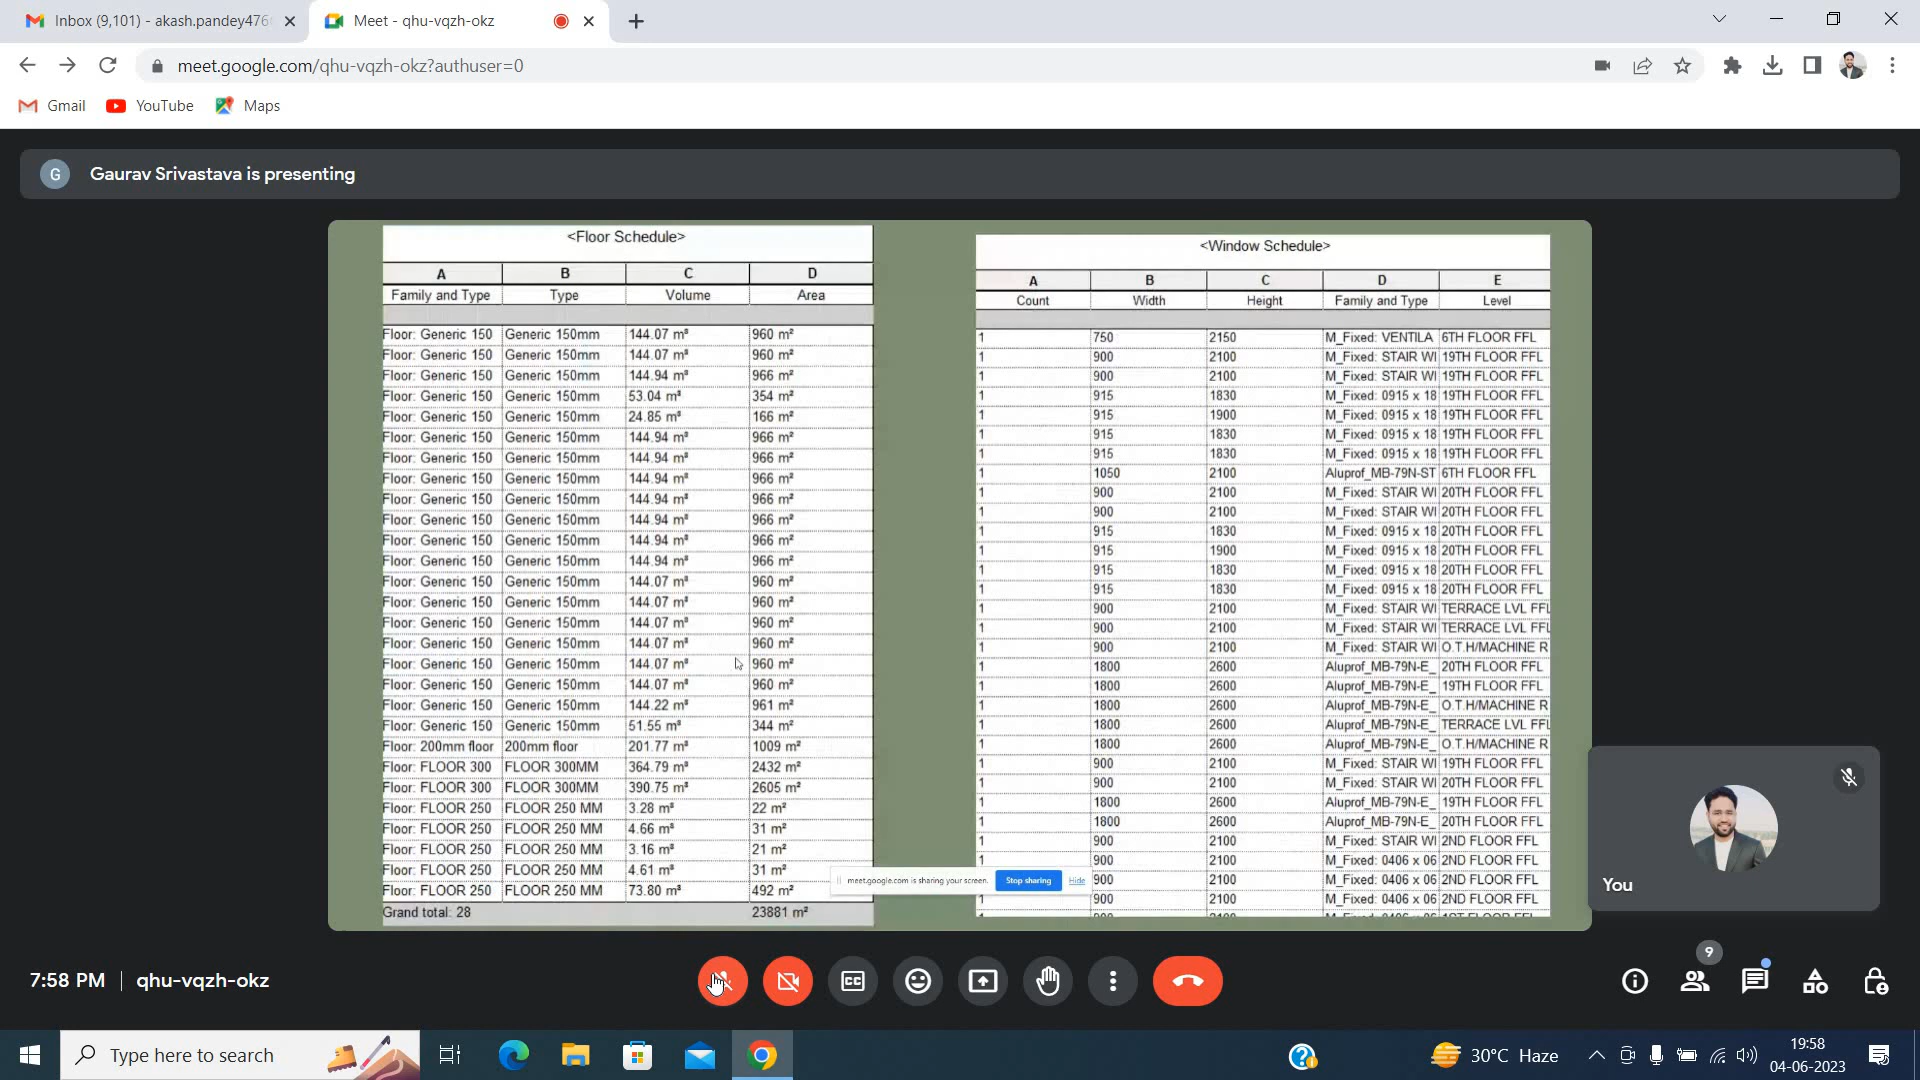 Inbox (9,101) - akash.pandey476
Meet - qhu-vqzh-okz
meet.google.com/qhu-vqzh-okz?authuser=0
Gmail YouTube Maps
G Gaurav Srivastava is presenting
<Floor Schedule>
A B C D
Family and Type Type Volume Area
Floor: Generic 150 Generic 150mm 144.07 m³ 960 m²
Floor: Generic 150 Generic 150mm 144.07 m³ 960 m²
Floor: Generic 150 Generic 150mm 144.94 m³ 966 m²
Floor: Generic 150 Generic 150mm 53.04 m³ 354 m²
Floor: Generic 150 Generic 150mm 24.85 m³ 166 m²
Floor: Generic 150 Generic 150mm 144.94 m³ 966 m²
Floor: Generic 150 Generic 150mm 144.94 m³ 966 m²
Floor: Generic 150 Generic 150mm 144.94 m³ 966 m²
Floor: Generic 150 Generic 150mm 144.94 m³ 966 m²
Floor: Generic 150 Generic 150mm 144.94 m³ 966 m²
Floor: Generic 150 Generic 150mm 144.94 m³ 966 m²
Floor: Generic 150 Generic 150mm 144.94 m³ 966 m²
Floor: Generic 150 Generic 150mm 144.07 m³ 960 m²
Floor: Generic 150 Generic 150mm 144.07 m³ 960 m²
Floor: Generic 150 Generic 150mm 144.07 m³ 960 m²
Floor: Generic 150 Generic 150mm 144.07 m³ 960 m²
Floor: Generic 150 Generic 150mm 144.07 m³ 960 m²
Floor: Generic 150 Generic 150mm 144.07 m³ 960 m²
Floor: Generic 150 Generic 150mm 144.22 m³ 961 m²
Floor: Generic 150 Generic 150mm 51.55 m³ 344 m²
Floor: 200mm floor 200mm floor 201.77 m³ 1009 m²
Floor: FLOOR 300 FLOOR 300MM 364.79 m³ 2432 m²
Floor: FLOOR 300 FLOOR 300MM 390.75 m³ 2605 m²
Floor: FLOOR 250 FLOOR 250 MM 3.28 m³ 22 m²
Floor: FLOOR 250 FLOOR 250 MM 4.66 m³ 31 m²
Floor: FLOOR 250 FLOOR 250 MM 3.16 m³ 21 m²
Floor: FLOOR 250 FLOOR 250 MM 4.61 m³ 31 m²
Floor: FLOOR 250 FLOOR 250 MM 73.80 m³ 492 m²
Grand total: 28 23881 m²
<Window Schedule>
A B C D E
Count Width Height Family and Type Level
1 750 2150 M_Fixed: VENTILA 6TH FLOOR FFL
1 900 2100 M_Fixed: STAIR WI 19TH FLOOR FFL
1 900 2100 M_Fixed: STAIR WI 19TH FLOOR FFL
1 915 1830 M_Fixed: 0915 x 18 19TH FLOOR FFL
1 915 1900 M_Fixed: 0915 x 18 19TH FLOOR FFL
1 915 1830 M_Fixed: 0915 x 18 19TH FLOOR FFL
1 915 1830 M_Fixed: 0915 x 18 19TH FLOOR FFL
1 1050 2100 Aluprof_MB-79N-ST 6TH FLOOR FFL
1 900 2100 M_Fixed: STAIR WI 20TH FLOOR FFL
1 900 2100 M_Fixed: STAIR WI 20TH FLOOR FFL
1 915 1830 M_Fixed: 0915 x 18 20TH FLOOR FFL
1 915 1900 M_Fixed: 0915 x 18 20TH FLOOR FFL
1 915 1830 M_Fixed: 0915 x 18 20TH FLOOR FFL
1 915 1830 M_Fixed: 0915 x 18 20TH FLOOR FFL
1 900 2100 M_Fixed: STAIR WI TERRACE LVL FFL
1 900 2100 M_Fixed: STAIR WI TERRACE LVL FFL
1 900 2100 M_Fixed: STAIR WI O.T.H/MACHINE R
1 1800 2600 Aluprof_MB-79N-E_ 20TH FLOOR FFL
1 1800 2600 Aluprof_MB-79N-E_ 19TH FLOOR FFL
1 1800 2600 Aluprof_MB-79N-E_ O.T.H/MACHINE R
1 1800 2600 Aluprof_MB-79N-E_ TERRACE LVL FFL
1 1800 2600 Aluprof_MB-79N-E_ O.T.H/MACHINE R
1 900 2100 M_Fixed: STAIR WI 19TH FLOOR FFL
1 900 2100 M_Fixed: STAIR WI 20TH FLOOR FFL
1 1800 2600 Aluprof_MB-79N-E_ 19TH FLOOR FFL
1 1800 2600 Aluprof_MB-79N-E_ 20TH FLOOR FFL
1 900 2100 M_Fixed: STAIR WI 2ND FLOOR FFL
1 900 2100 M_Fixed: 0406 x 06 2ND FLOOR FFL
900 2100 M_Fixed: 0406 x 06 2ND FLOOR FFL
1 900 2100 M_Fixed: 0406 x 06 2ND FLOOR FFL
meet.google.com is sharing your screen. Stop sharing Hide
You
7:58 PM qhu-vqzh-okz
9
Type here to search
30°C Haze
19:58
04-06-2023